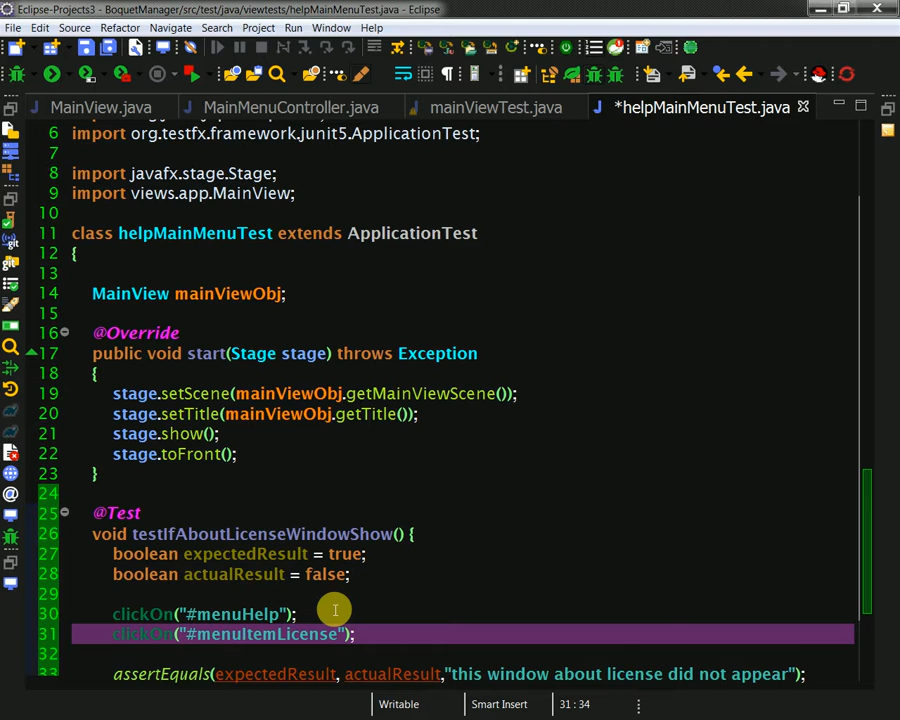 Eclipse-Projects3 - BoquetManager/src/test/java/viewtests/helpMainMenuTest.java - Eclipse
File Edit Source Refactor Navigate Search Project Run Window Help
MainView.java MainMenuController.java mainViewTest.java *helpMainMenuTest.java
6 import org.testfx.framework.junit5.ApplicationTest;
7
8 import javafx.stage.Stage;
9 import views.app.MainView;
10
11 class helpMainMenuTest extends ApplicationTest
12 {
13
14 MainView mainViewObj;
15
16 @Override
17 public void start(Stage stage) throws Exception
18 {
19 stage.setScene(mainViewObj.getMainViewScene());
20 stage.setTitle(mainViewObj.getTitle());
21 stage.show();
22 stage.toFront();
23 }
24
25 @Test
26 void testIfAboutLicenseWindowShow() {
27 boolean expectedResult = true;
28 boolean actualResult = false;
29
30 clickOn("#menuHelp");
31 clickOn("#menuItemLicense");
32
33 assertEquals(expectedResult, actualResult,"this window about license did not appear");
Writable Smart Insert 31 : 34